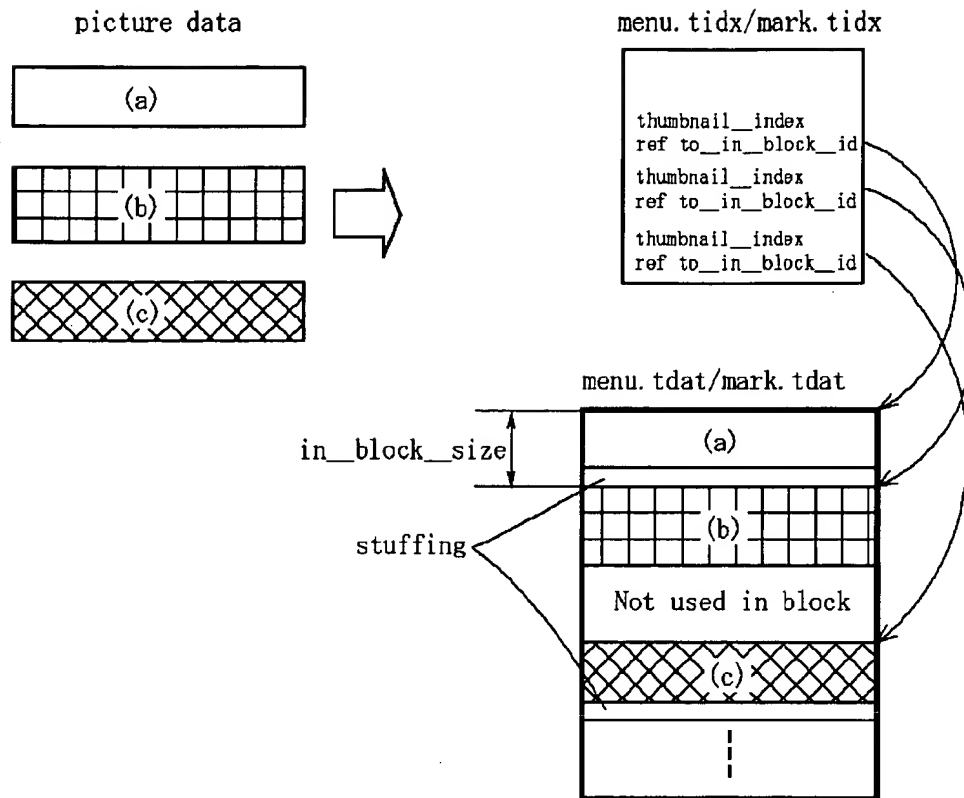 picture data
(a)
(b)
(c)
menu.tidx/mark.tidx
thumbnail__index
ref to__in__block__id
thumbnail__index
ref to__in__block__id
thumbnail__index
ref to__in__block__id
menu.tdat/mark.tdat
in__block__size
stuffing
(a)
(b)
Not used in block
(c)